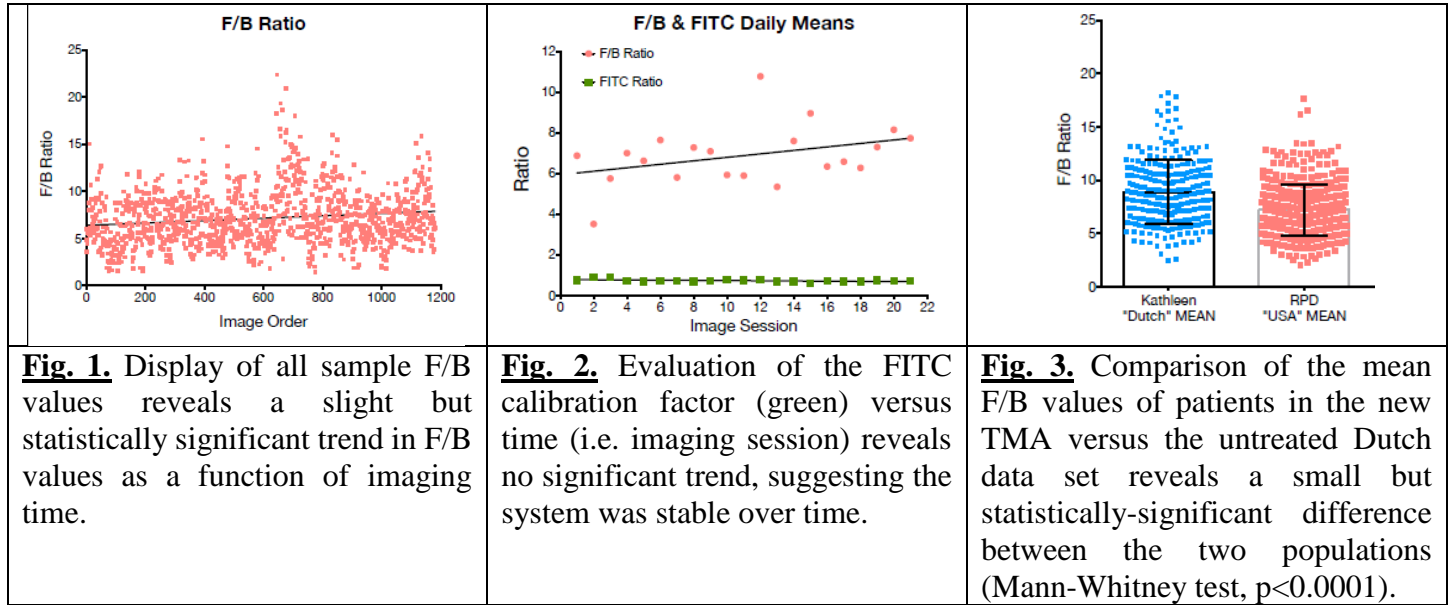 F/B Ratio
25
20
15
10
5
0
F/B Ratio
0 200 400 600 800 1000 1200
Image Order
F/B & FITC Daily Means
F/B Ratio
FITC Ratio
12
10
8
6
4
2
0
Ratio
0 2 4 6 8 10 12 14 16 18 20 22
Image Session
25
20
15
10
5
0
F/B Ratio
Kathleen
"Dutch" MEAN
RPD
"USA" MEAN
Fig. 1. Display of all sample F/B
values reveals a slight but
statistically significant trend in F/B
values as a function of imaging
time.
Fig. 2. Evaluation of the FITC
calibration factor (green) versus
time (i.e. imaging session) reveals
no significant trend, suggesting the
system was stable over time.
Fig. 3. Comparison of the mean
F/B values of patients in the new
TMA versus the untreated Dutch
data set reveals a small but
statistically-significant difference
between the two populations
(Mann-Whitney test, p<0.0001).